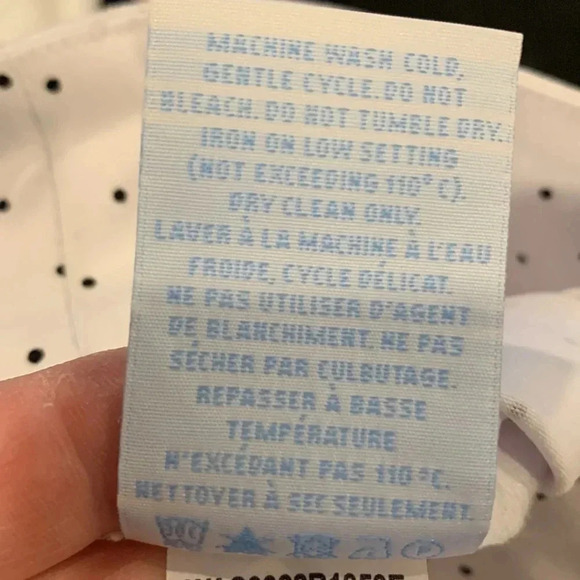 MACHINE WASH COLD,
GENTLE CYCLE. DO NOT
BLEACH. DO NOT TUMBLE DRY.
IRON ON LOW SETTING
(NOT EXCEEDING 110° C).
DRY CLEAN ONLY.
LAVER À LA MACHINE À L'EAU
FROIDE, CYCLE DÉLICAT.
NE PAS UTILISER D'AGENT
DE BLANCHIMENT. NE PAS
SÉCHER PAR CULBUTAGE.
REPASSER À BASSE
TEMPÉRATURE
N'EXCÉDANT PAS 110 °C.
NETTOYER À SEC SEULEMENT.